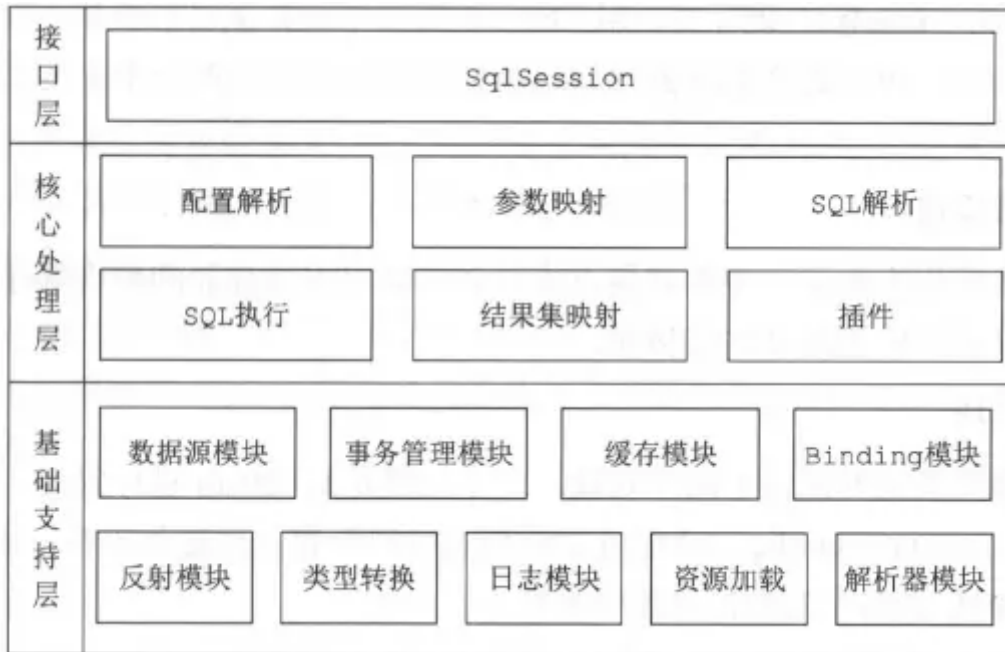 接口层
SqlSession
核心处理层
配置解析
参数映射
SQL解析
SQL执行
结果集映射
插件
基础支持层
数据源模块
事务管理模块
缓存模块
Binding模块
反射模块
类型转换
日志模块
资源加载
解析器模块